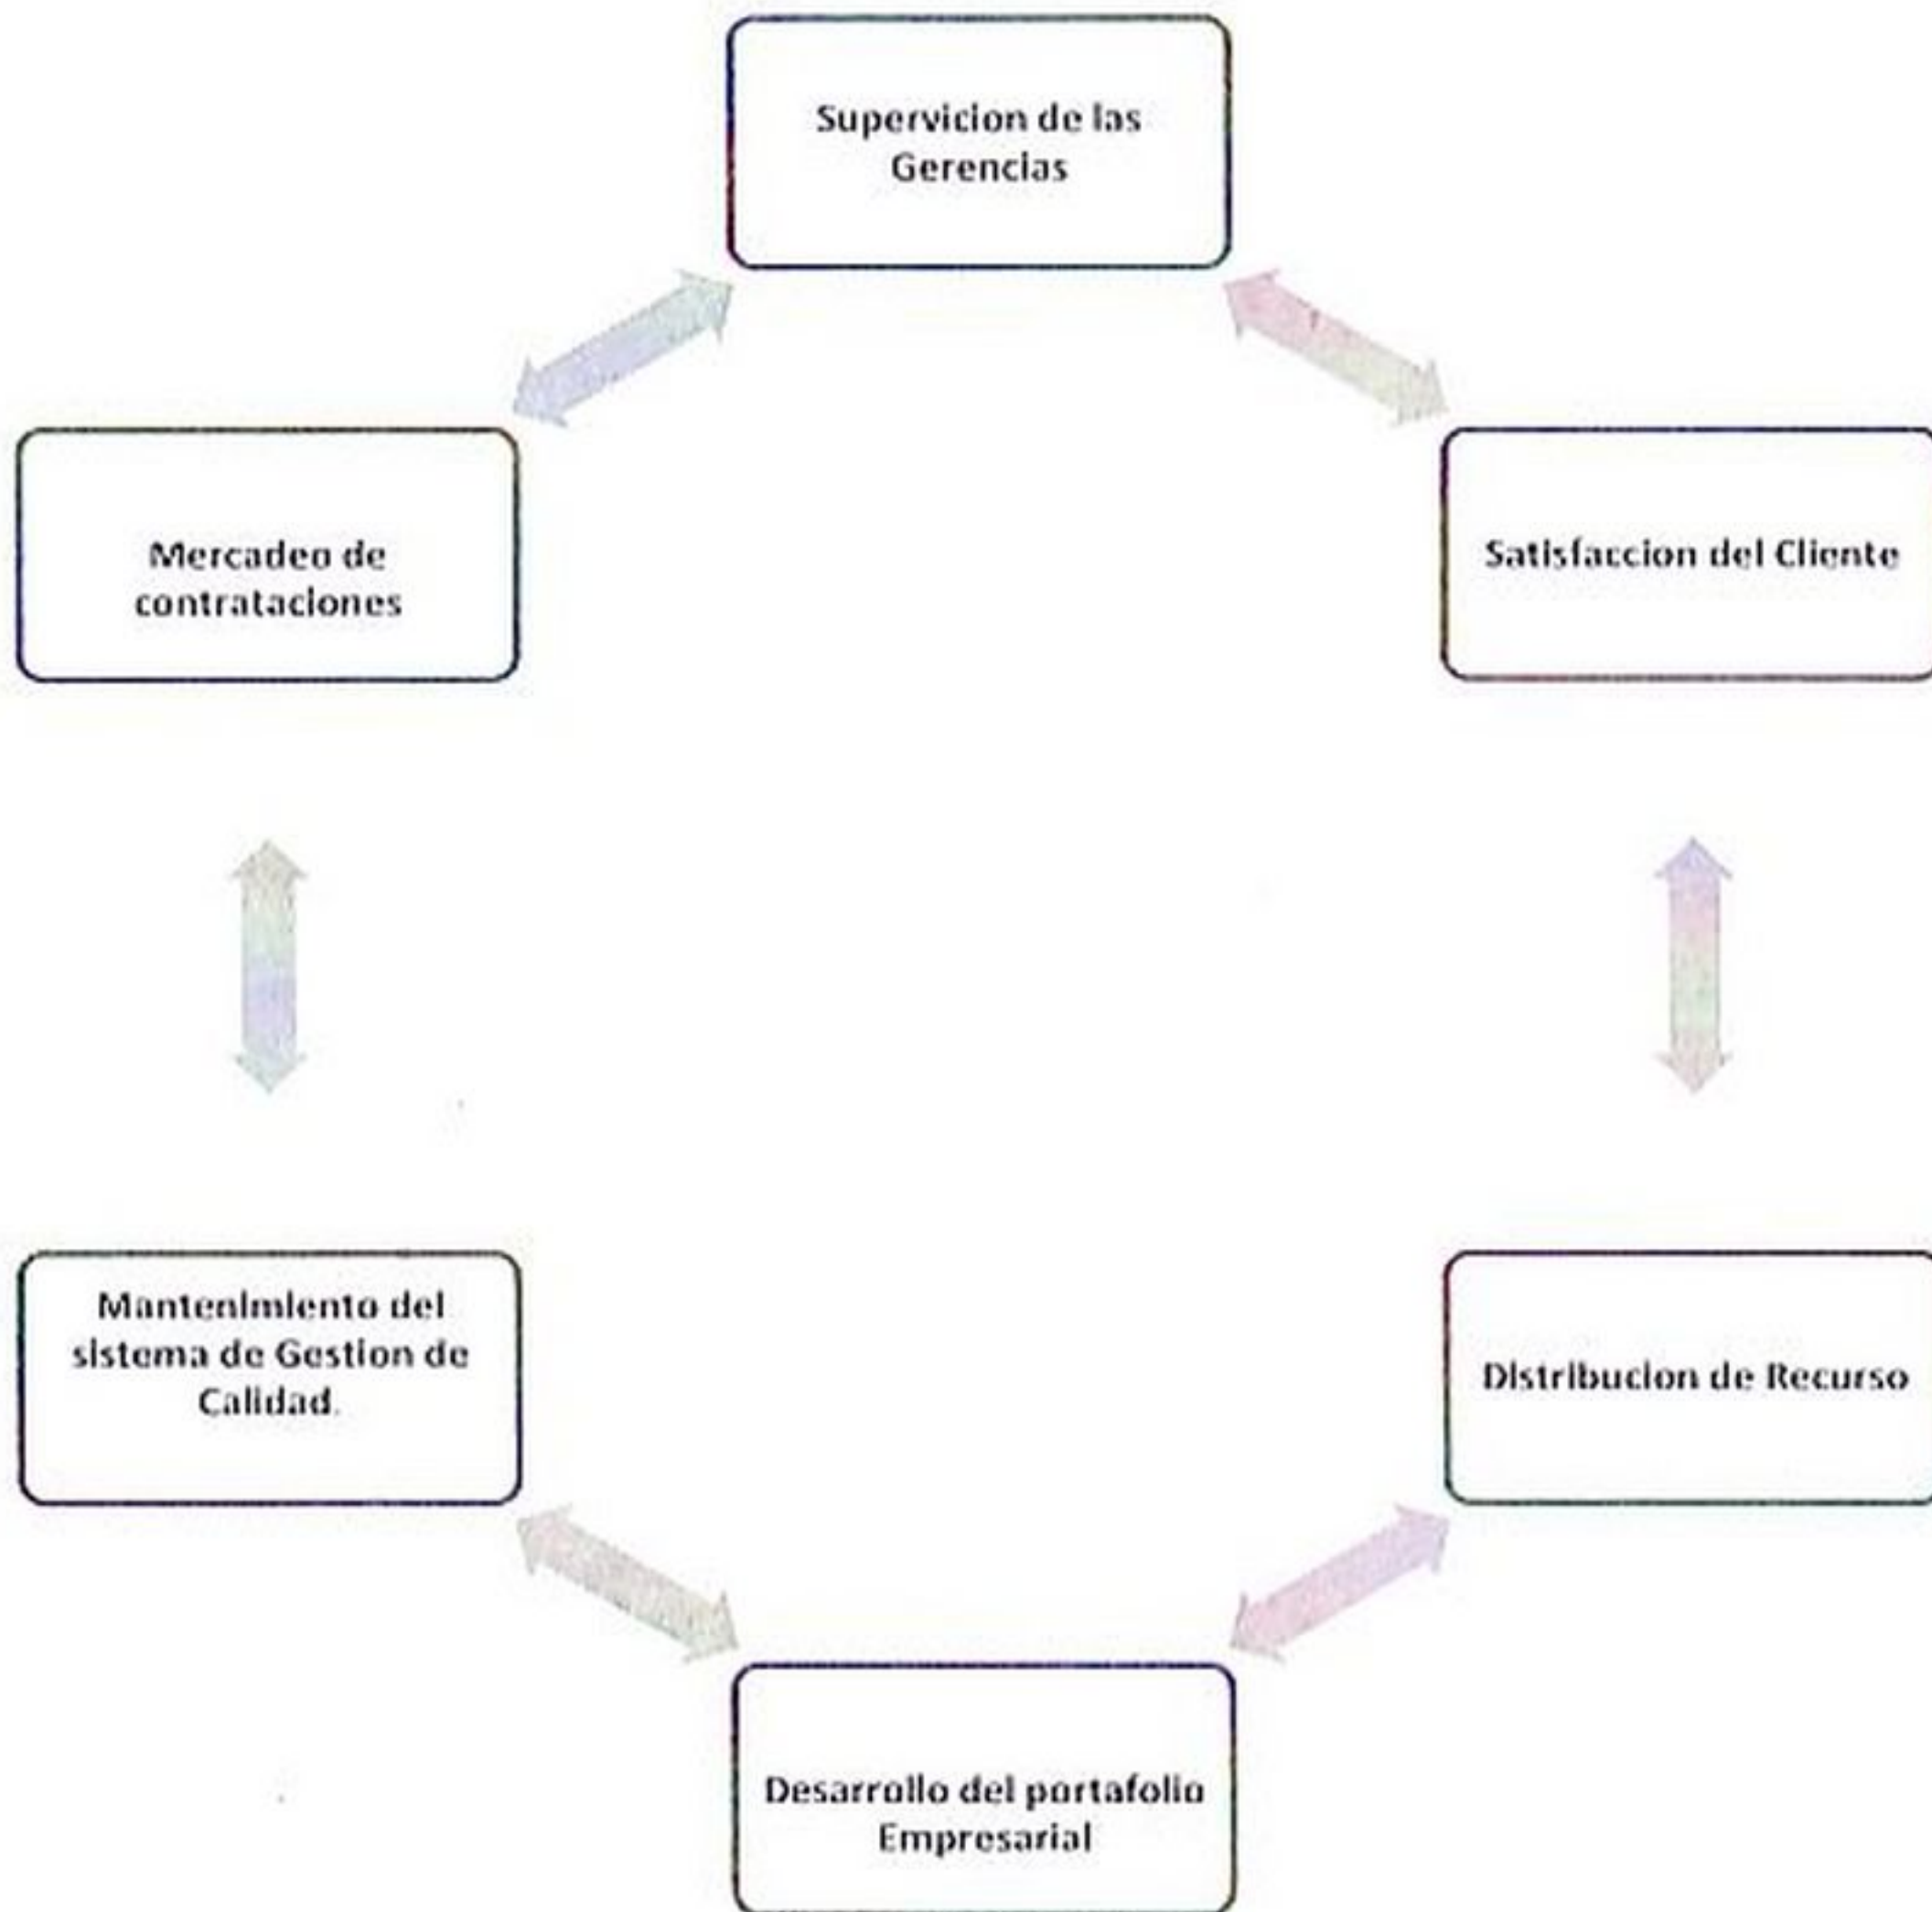 Supervicion de las
Gerencias
Mercadeo de
contrataciones
Satisfaccion del Cliente
Mantenimiento del
sistema de Gestion de
Calidad.
Distribucion de Recurso
Desarrollo del portafolio
Empresarial